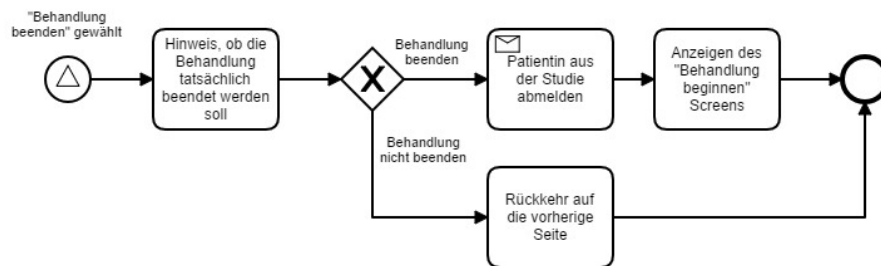 "Behandlung
beenden" gewählt
Hinweis, ob die
Behandlung
tatsächlich
beendet werden
soll
X
Behandlung
beenden
Patientin aus
der Studie
abmelden
Anzeigen des
"Behandlung
beginnen"
Screens
Behandlung
nicht beenden
Rückkehr auf
die vorherige
Seite